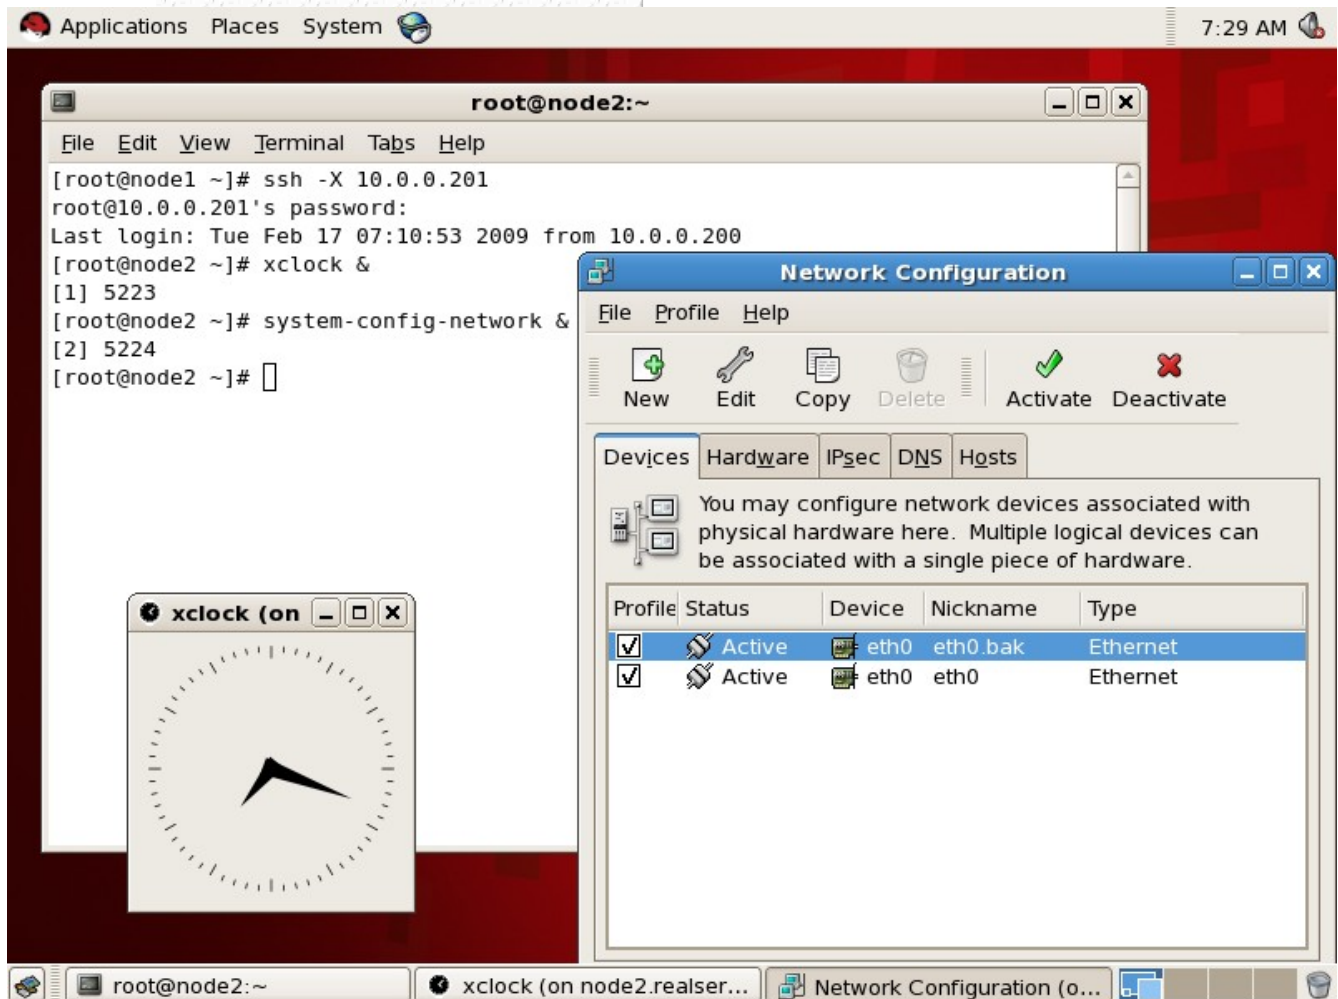 Applications Places System 7:29 AM
root@node2:~
File Edit View Terminal Tabs Help
[root@node1 ~]# ssh -X 10.0.0.201
root@10.0.0.201's password:
Last login: Tue Feb 17 07:10:53 2009 from 10.0.0.200
[root@node2 ~]# xclock &
[1] 5223
[root@node2 ~]# system-config-network &
[2] 5224
[root@node2 ~]#
Network Configuration
File Profile Help
New Edit Copy Delete Activate Deactivate
Devices Hardware IPsec DNS Hosts
You may configure network devices associated with
physical hardware here. Multiple logical devices can
be associated with a single piece of hardware.
Profile Status Device Nickname Type
Active eth0 eth0.bak Ethernet
Active eth0 eth0 Ethernet
xclock (on
root@node2:~ xclock (on node2.realser... Network Configuration (o...